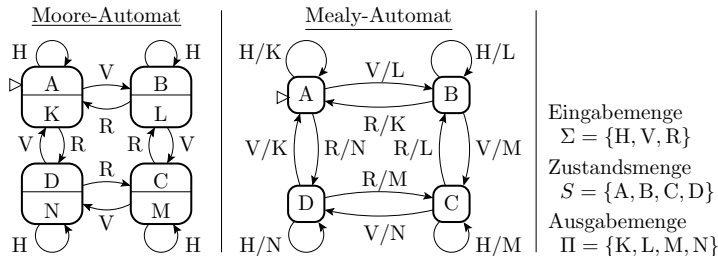 Moore-Automat
Mealy-Automat
H
H
A
K
B
L
V
R
V
R
R
V
D
N
C
M
R
V
H
H
H/K
H/L
A
B
V/L
R/K
V/K
R/N
R/L
V/M
D
C
R/M
V/N
H/N
H/M
Eingabemenge
Σ = {H, V, R}
Zustandsmenge
S = {A, B, C, D}
Ausgabemenge
Π = {K, L, M, N}